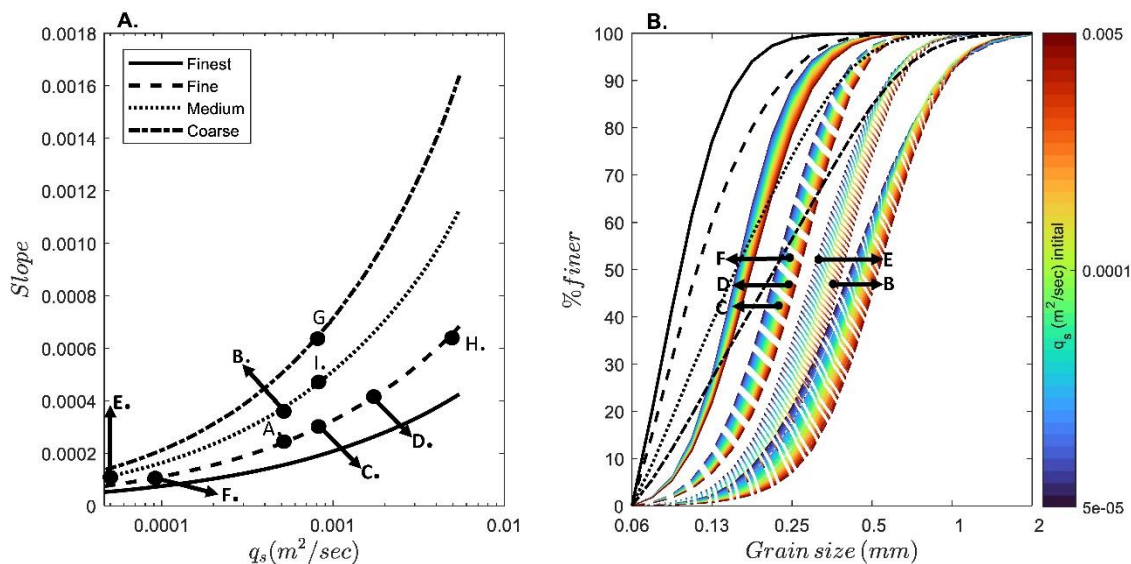 A.
Slope
0.0018
0.0016
0.0014
0.0012
0.0010
0.0008
0.0006
0.0004
0.0002
0
Finest
Fine
Medium
Coarse
G
B.
I.
H.
E.
A.
D.
C.
F.
0.0001
0.001
0.01
q_s(m²/sec)
B.
% finer
100
90
80
70
60
50
40
30
20
10
0
F
E
D
B
C
0.06
0.13
0.25
0.5
1
2
Grain size (mm)
0.005
0.0001
5e-05
q_s (m²/sec) intital